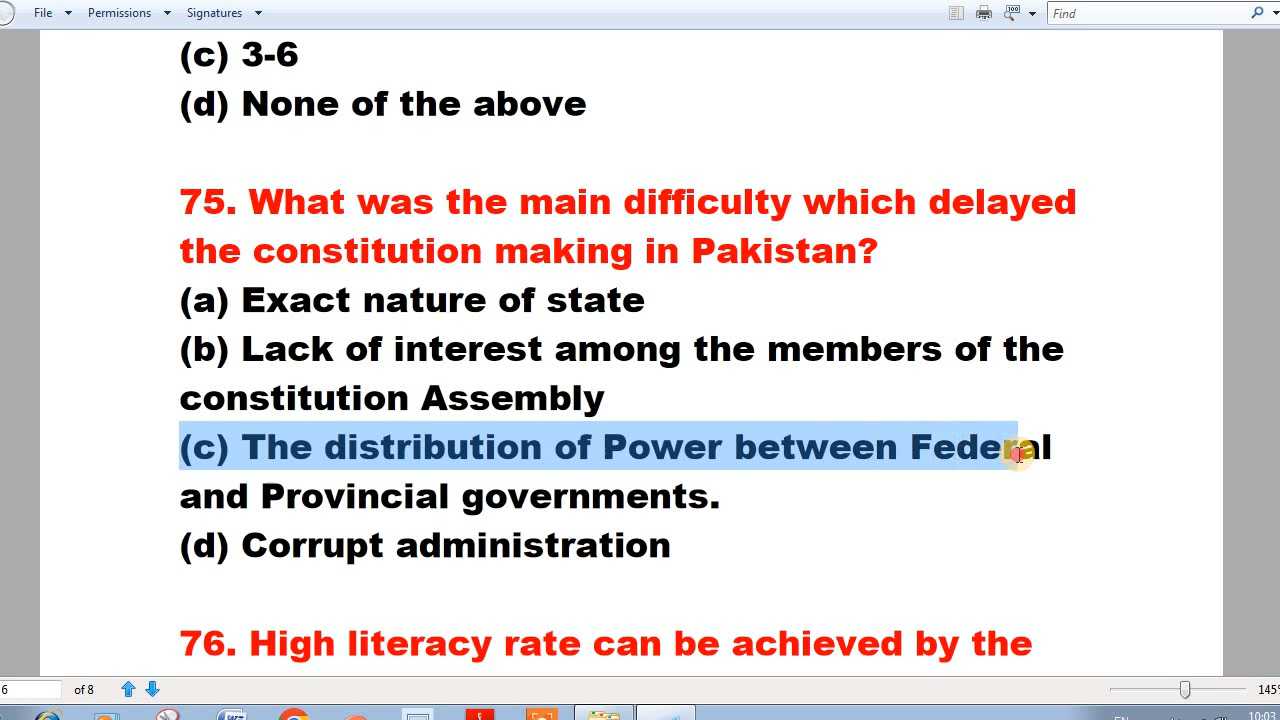 File Permissions Signatures Find
(c) 3-6
(d) None of the above
75. What was the main difficulty which delayed
the constitution making in Pakistan?
(a) Exact nature of state
(b) Lack of interest among the members of the
constitution Assembly
(c) The distribution of Power between Federal
and Provincial governments.
(d) Corrupt administration
76. High literacy rate can be achieved by the
6 of 8 145%